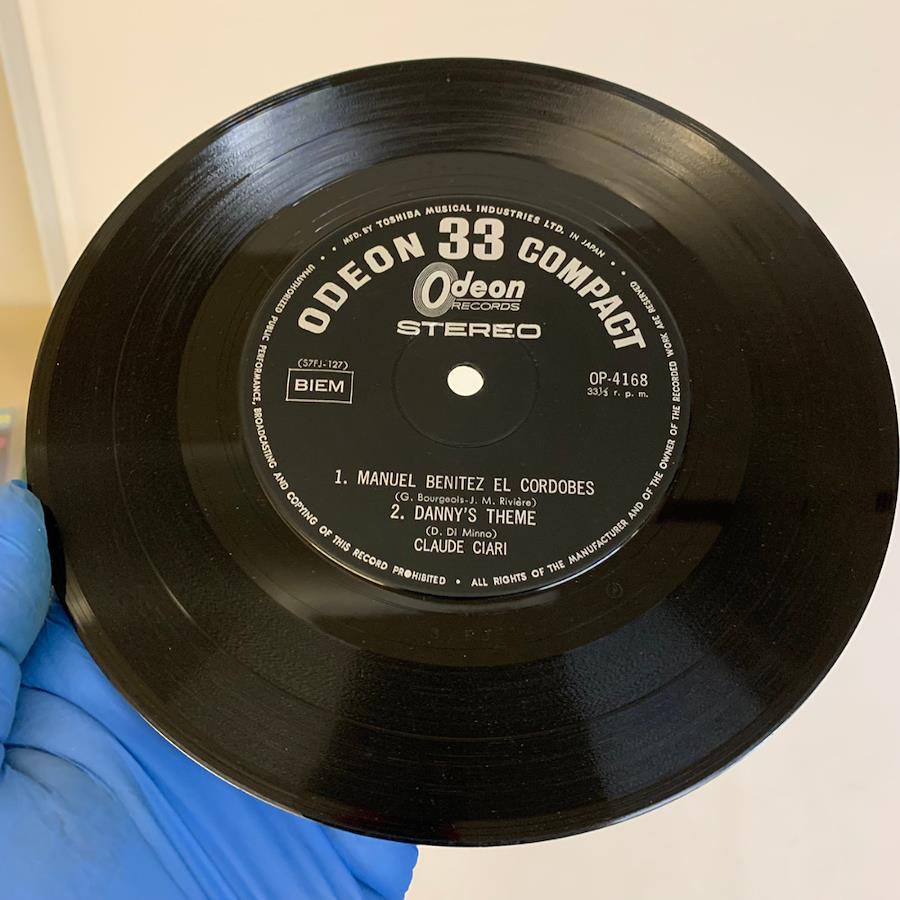 MFD. BY TOSHIBA MUSICAL INDUSTRIES LTD. IN JAPAN
ODEON 33 COMPACT
Odeon
RECORDS
STEREO
(S7FJ-127)
BIEM
OP-4168
33⅓ r. p. m.
1. MANUEL BENITEZ EL CORDOBES
(G. Bourgeois-J. M. Rivière)
2. DANNY'S THEME
(D. Di Minno)
CLAUDE CIARI
UNAUTHORIZED PUBLIC PERFORMANCE, BROADCASTING AND COPYING OF THIS RECORD PROHIBITED • ALL RIGHTS OF THE MANUFACTURER AND OF THE OWNER OF THE RECORDED WORK ARE RESERVED